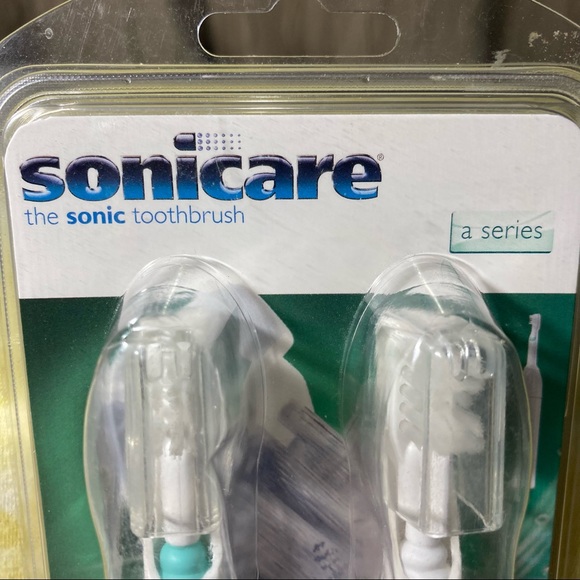 sonicare®
the sonic toothbrush
a series